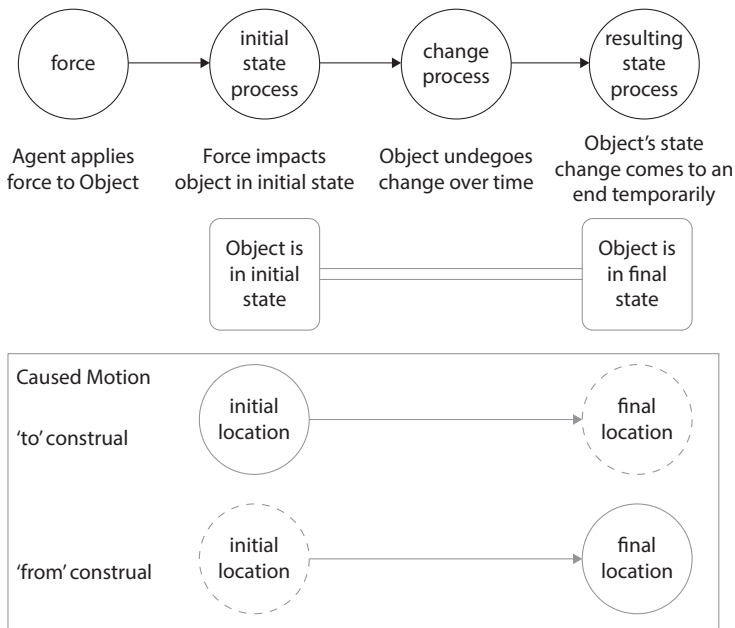 force
initial
state
process
change
process
resulting
state
process
Agent applies
force to Object
Force impacts
object in initial state
Object undegoes
change over time
Object's state
change comes to an
end temporarily
Object is
in initial
state
Object is
in final
state
Caused Motion
'to' construal
initial
location
final
location
'from' construal
initial
location
final
location